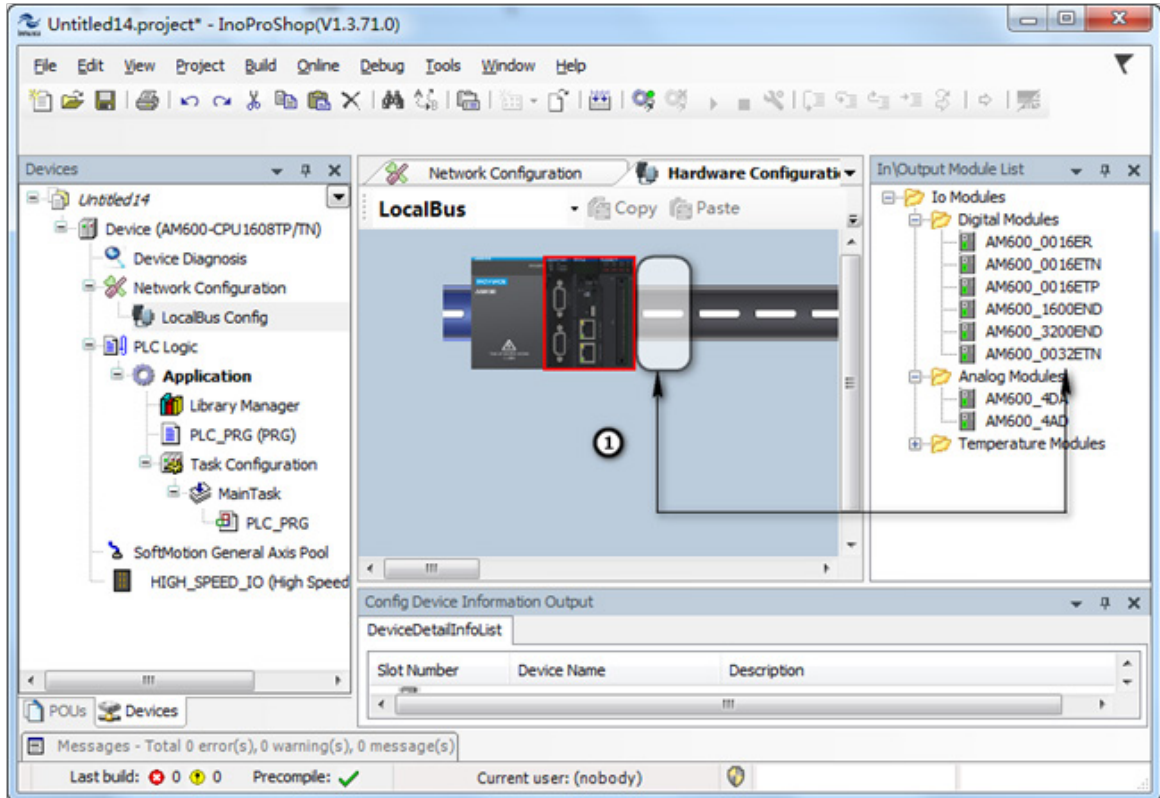 Untitled14.project* - InoProShop(V1.3.71.0)
File Edit View Project Build Online Debug Tools Window Help
Devices
Untitled14
Device (AM600-CPU1608TP/TN)
Device Diagnosis
Network Configuration
LocalBus Config
PLC Logic
Application
Library Manager
PLC_PRG (PRG)
Task Configuration
MainTask
PLC_PRG
SoftMotion General Axis Pool
HIGH_SPEED_IO (High Speed
POUs Devices
Network Configuration Hardware Configurati
LocalBus Copy Paste
1
In\Output Module List
Io Modules
Digital Modules
AM600_0016ER
AM600_0016ETN
AM600_0016ETP
AM600_1600END
AM600_3200END
AM600_0032ETN
Analog Modules
AM600_4DA
AM600_4AD
Temperature Modules
Config Device Information Output
DeviceDetailInfoList
Slot Number Device Name Description
Messages - Total 0 error(s), 0 warning(s), 0 message(s)
Last build: 0 0 Precompile: Current user: (nobody)